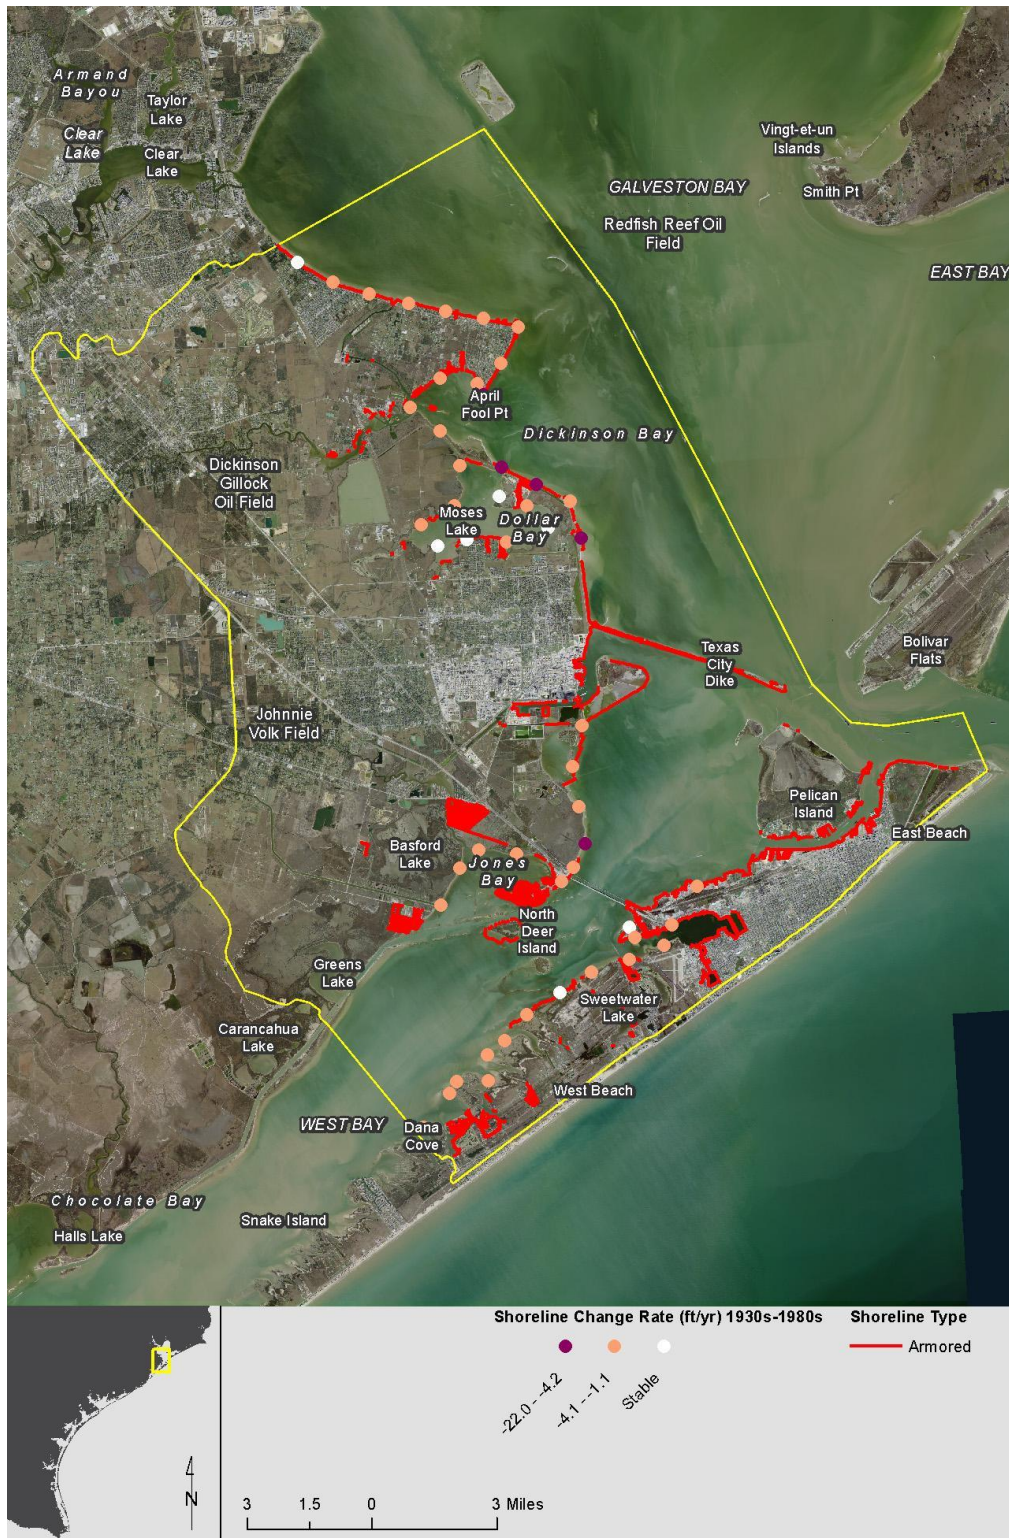 Armand
Bayou
Taylor
Lake
Clear
Lake
Clear
Lake
Vingt-et-un
Islands
Smith Pt
GALVESTON BAY
Redfish Reef Oil
Field
EAST BAY
April
Fool Pt
Dickinson Bay
Dickinson
Gillock
Oil Field
Moses
Lake
Dollar
Bay
Bolivar
Flats
Texas
City
Dike
Johnnie
Volk Field
Pelican
Island
East Beach
Basford
Lake
Jones
Bay
North
Deer
Island
Greens
Lake
Sweetwater
Lake
Carancahua
Lake
West Beach
WEST BAY
Dana
Cove
Chocolate Bay
Snake Island
Halls Lake
Shoreline Change Rate (ft/yr) 1930s-1980s
Shoreline Type
Armored
-22.0 - -4.2
-4.1 - -1.1
Stable
N
3 1.5 0 3 Miles